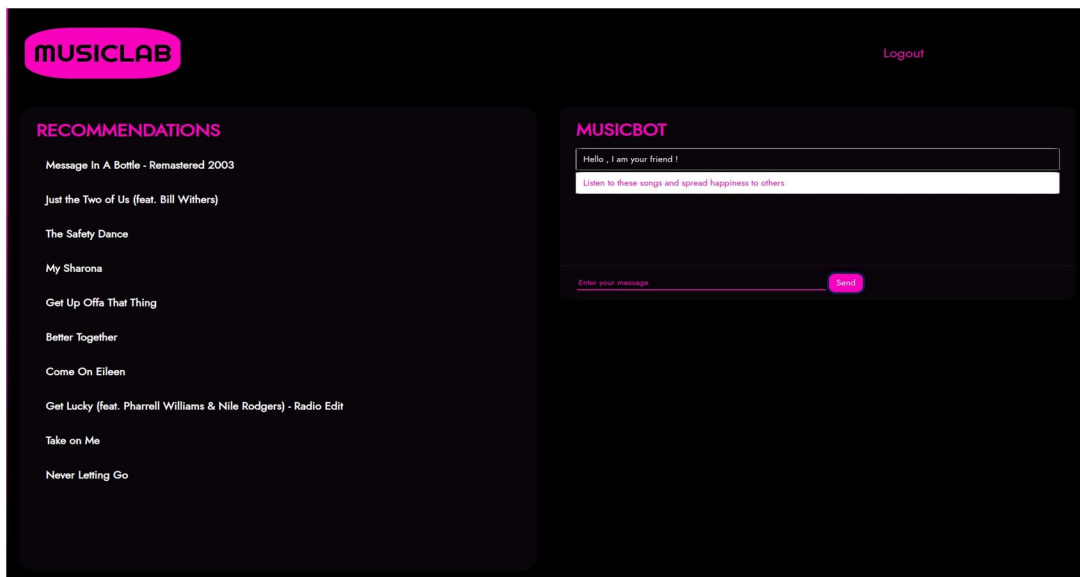 MUSICLAB
Logout
RECOMMENDATIONS
Message In A Bottle - Remastered 2003
Just the Two of Us (feat. Bill Withers)
The Safety Dance
My Sharona
Get Up Offa That Thing
Better Together
Come On Eileen
Get Lucky (feat. Pharrell Williams & Nile Rodgers) - Radio Edit
Take on Me
Never Letting Go
MUSICBOT
Hello , I am your friend !
Listen to these songs and spread happiness to others
Enter your message
Send